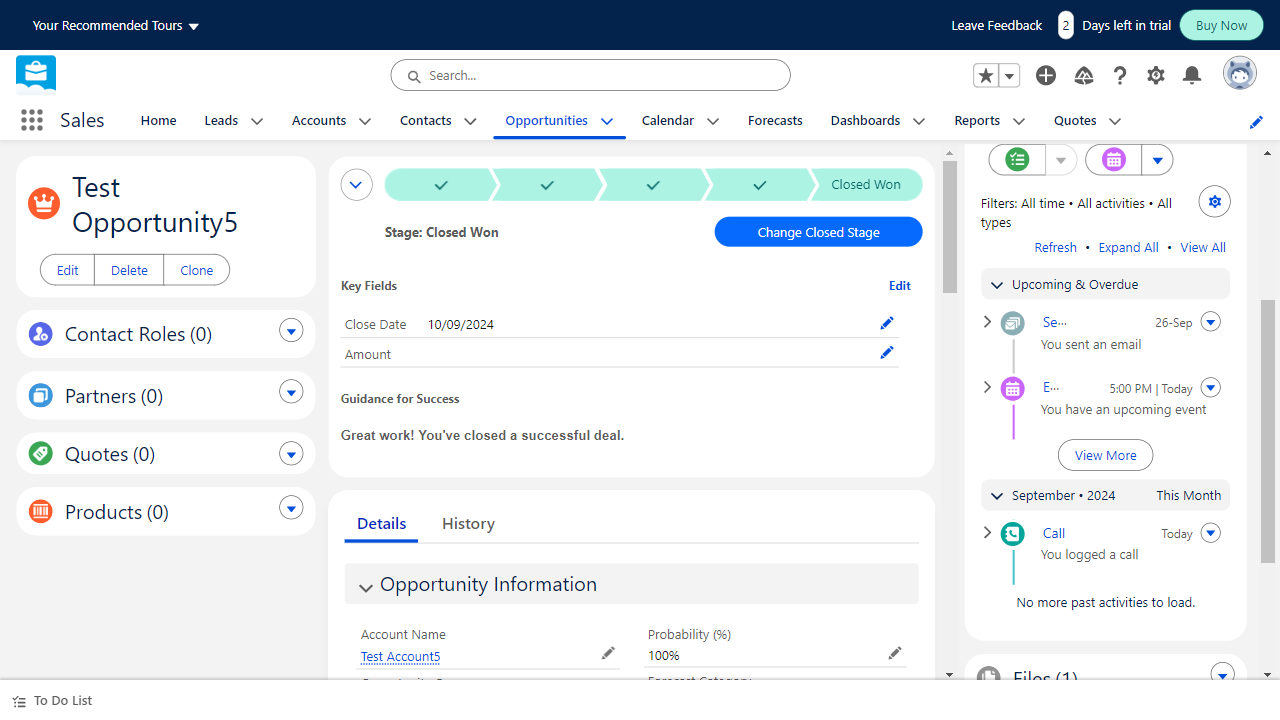 Your Recommended Tours
Leave Feedback
2
Days left in trial
Buy Now
Search...
Sales
Home
Leads
Accounts
Contacts
Opportunities
Calendar
Forecasts
Dashboards
Reports
Quotes
Test
Opportunity5
Edit
Delete
Clone
Contact Roles (0)
Partners (0)
Quotes (0)
Products (0)
Closed Won
Stage: Closed Won
Change Closed Stage
Key Fields
Edit
Close Date
10/09/2024
Amount
Guidance for Success
Great work! You've closed a successful deal.
Details
History
Opportunity Information
Account Name
Test Account5
Probability (%)
100%
Forecast Category
Filters: All time • All activities • All
types
Refresh • Expand All • View All
Upcoming & Overdue
Se...
26-Sep
You sent an email
E...
5:00 PM | Today
You have an upcoming event
View More
September • 2024
This Month
Call
Today
You logged a call
No more past activities to load.
Files (1)
To Do List